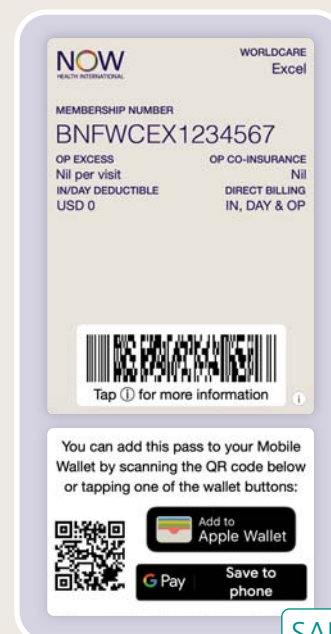 NOW
HEALTH INTERNATIONAL
WORLDCARE
Excel
MEMBERSHIP NUMBER
BNFWCEX1234567
OP EXCESS
Nil per visit
OP CO-INSURANCE
Nil
IN/DAY DEDUCTIBLE
USD 0
DIRECT BILLING
IN, DAY & OP
Tap ⓘ for more information
ⓘ
You can add this pass to your Mobile
Wallet by scanning the QR code below
or tapping one of the wallet buttons:
Add to
Apple Wallet
G Pay
Save to
phone